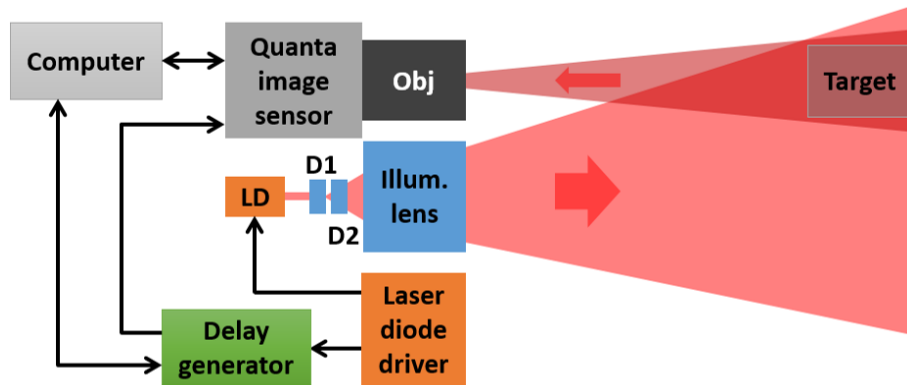 Computer
Quanta
image
sensor
Obj
Target
D1
LD
D2
Illum.
lens
Delay
generator
Laser
diode
driver